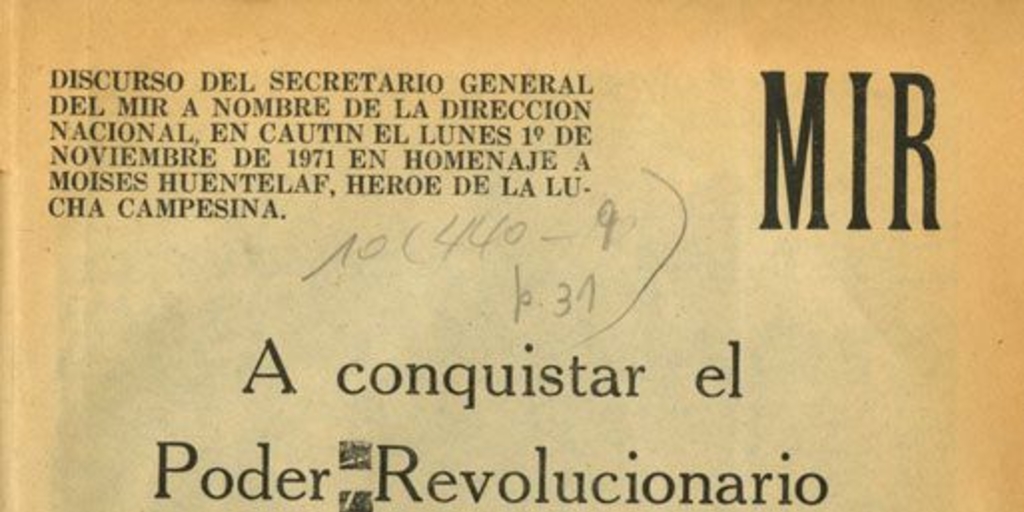 DISCURSO DEL SECRETARIO GENERAL
DEL MIR A NOMBRE DE LA DIRECCION
NACIONAL, EN CAUTIN EL LUNES 1º DE
NOVIEMBRE DE 1971 EN HOMENAJE A
MOISES HUENTELAF, HEROE DE LA LU-
CHA CAMPESINA.
MIR
10(440-9
p.31)
A conquistar el
Poder Revolucionario